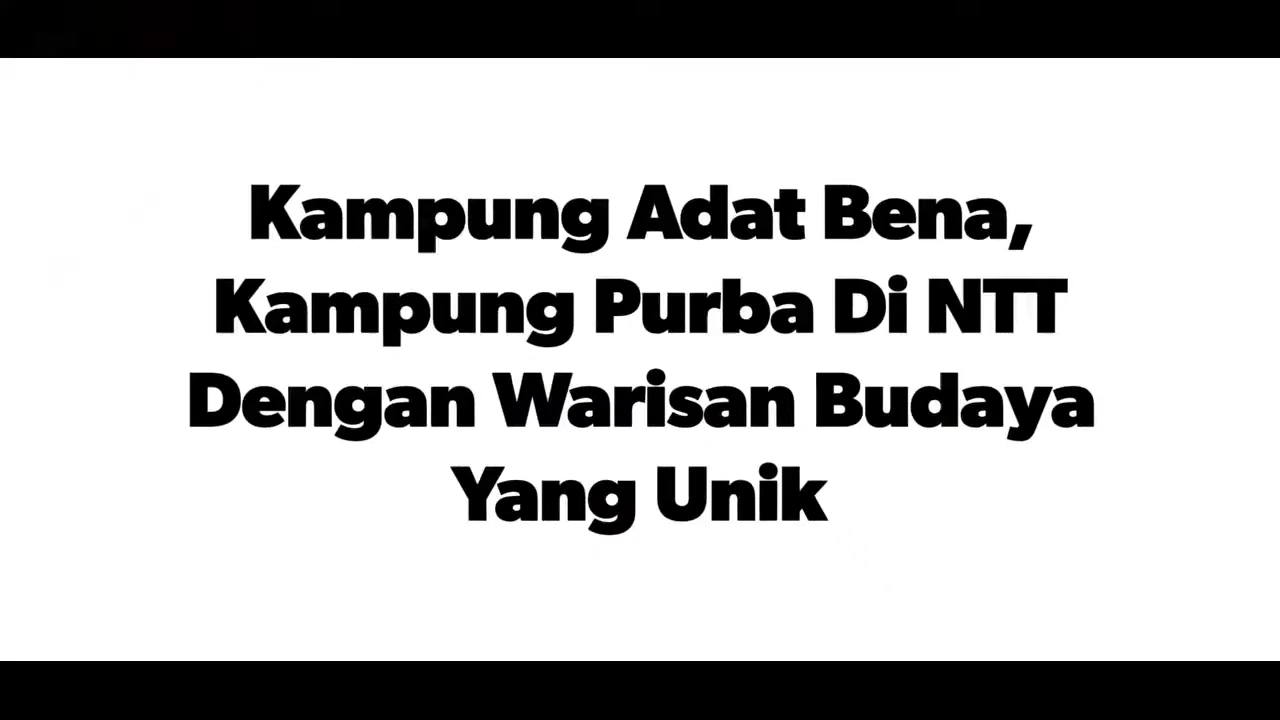 Kampung Adat Bena,
Kampung Purba Di NTT
Dengan Warisan Budaya
Yang Unik